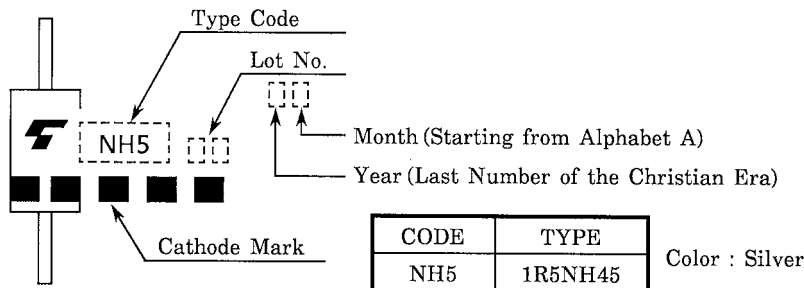 Type Code
Lot No.
NH5
Month (Starting from Alphabet A)
Year (Last Number of the Christian Era)
Cathode Mark
CODE TYPE
NH5 1R5NH45
Color : Silver